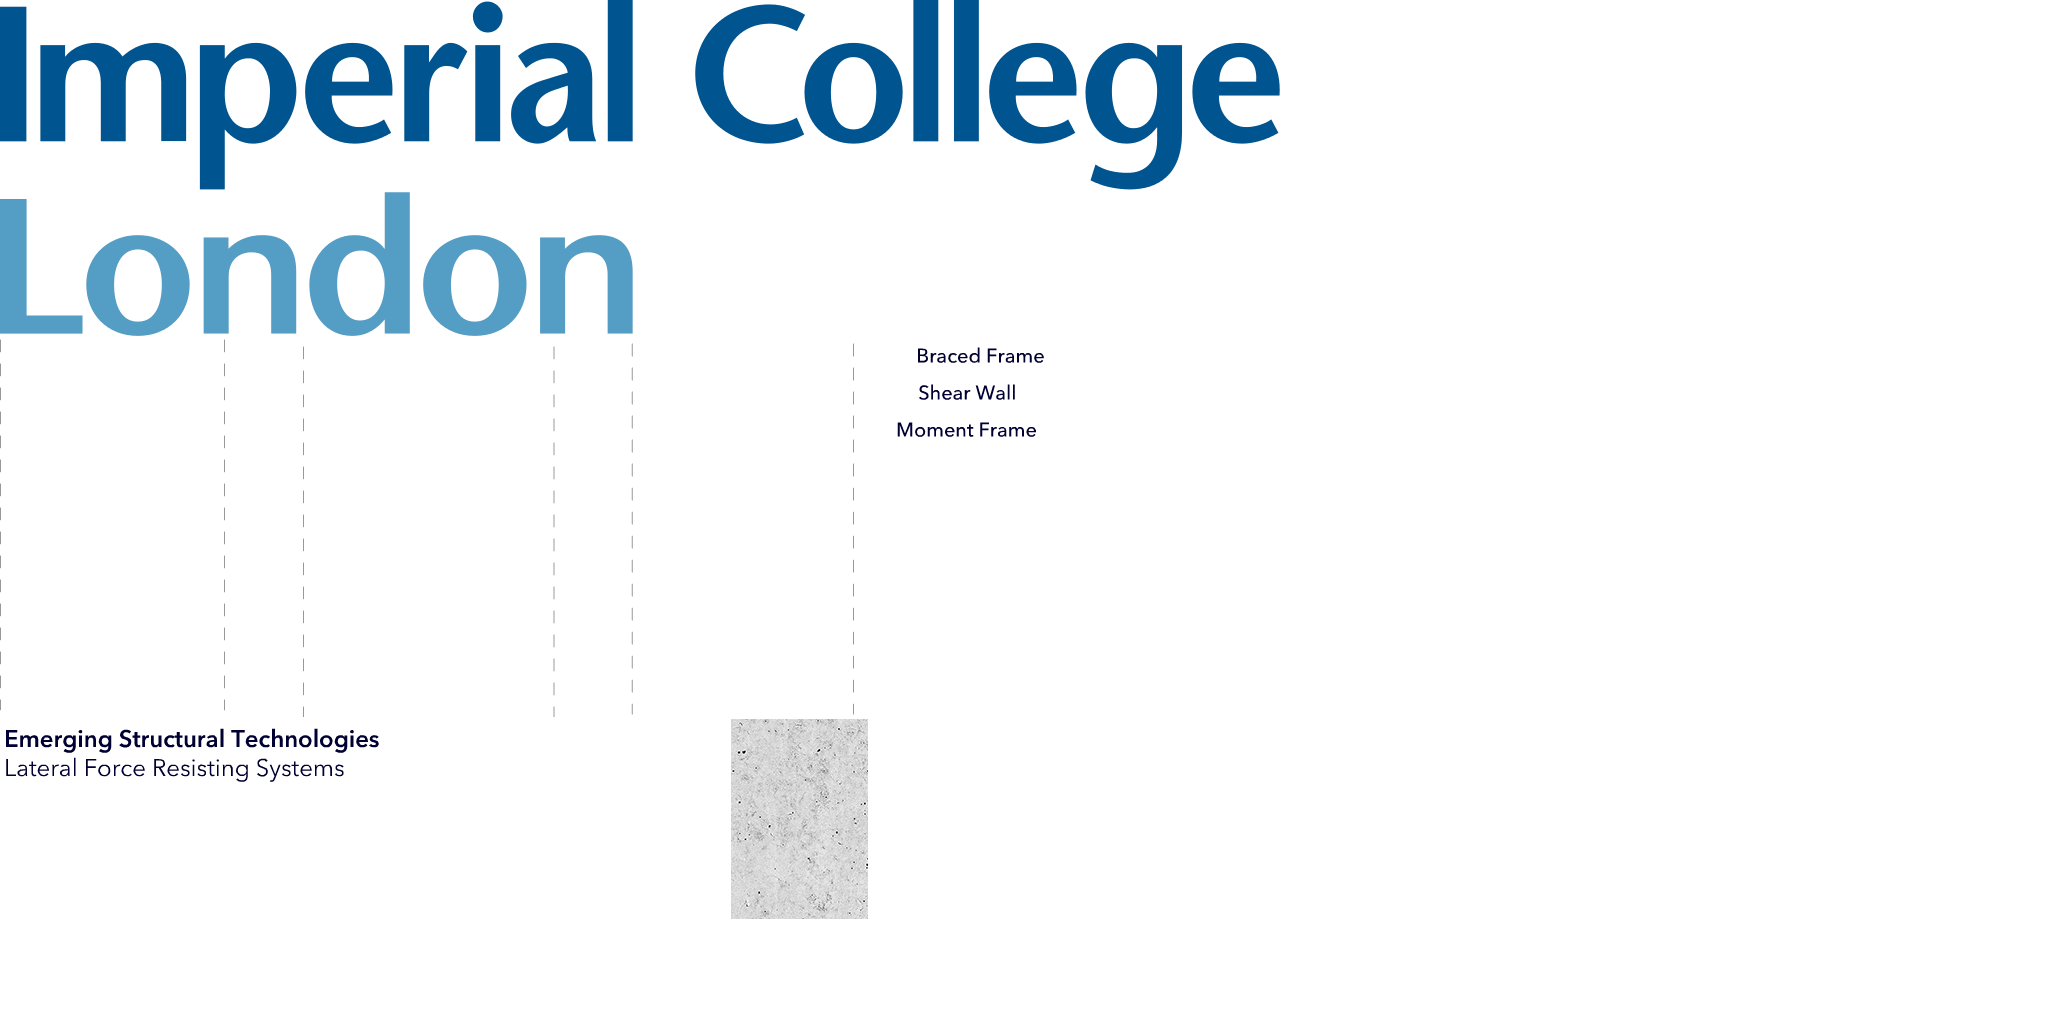 Imperial College
London
Braced Frame
Shear Wall
Moment Frame
Emerging Structural Technologies
Lateral Force Resisting Systems